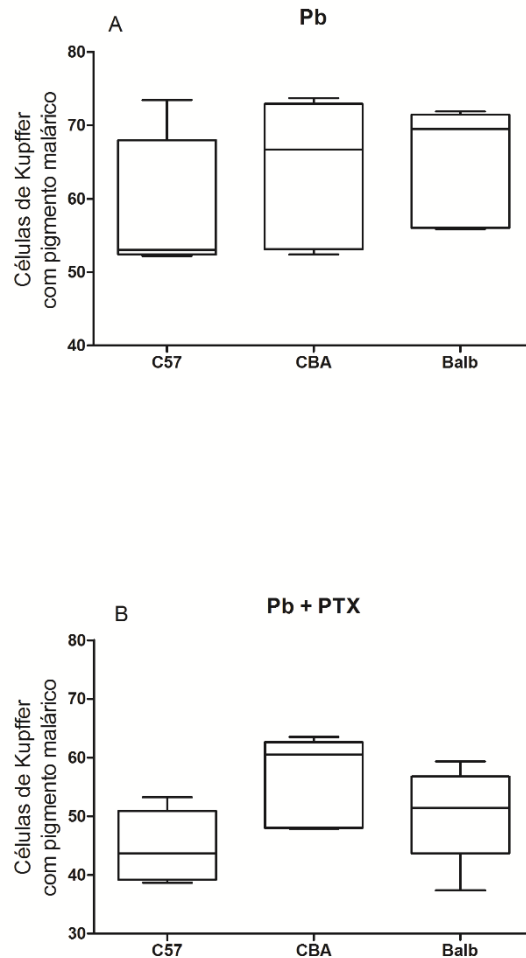 A
Pb
Células de Kupffer
com pigmento malárico
80
70
60
50
40
C57 CBA Balb
B
Pb + PTX
Células de Kupffer
com pigmento malárico
80
70
60
50
40
30
C57 CBA Balb